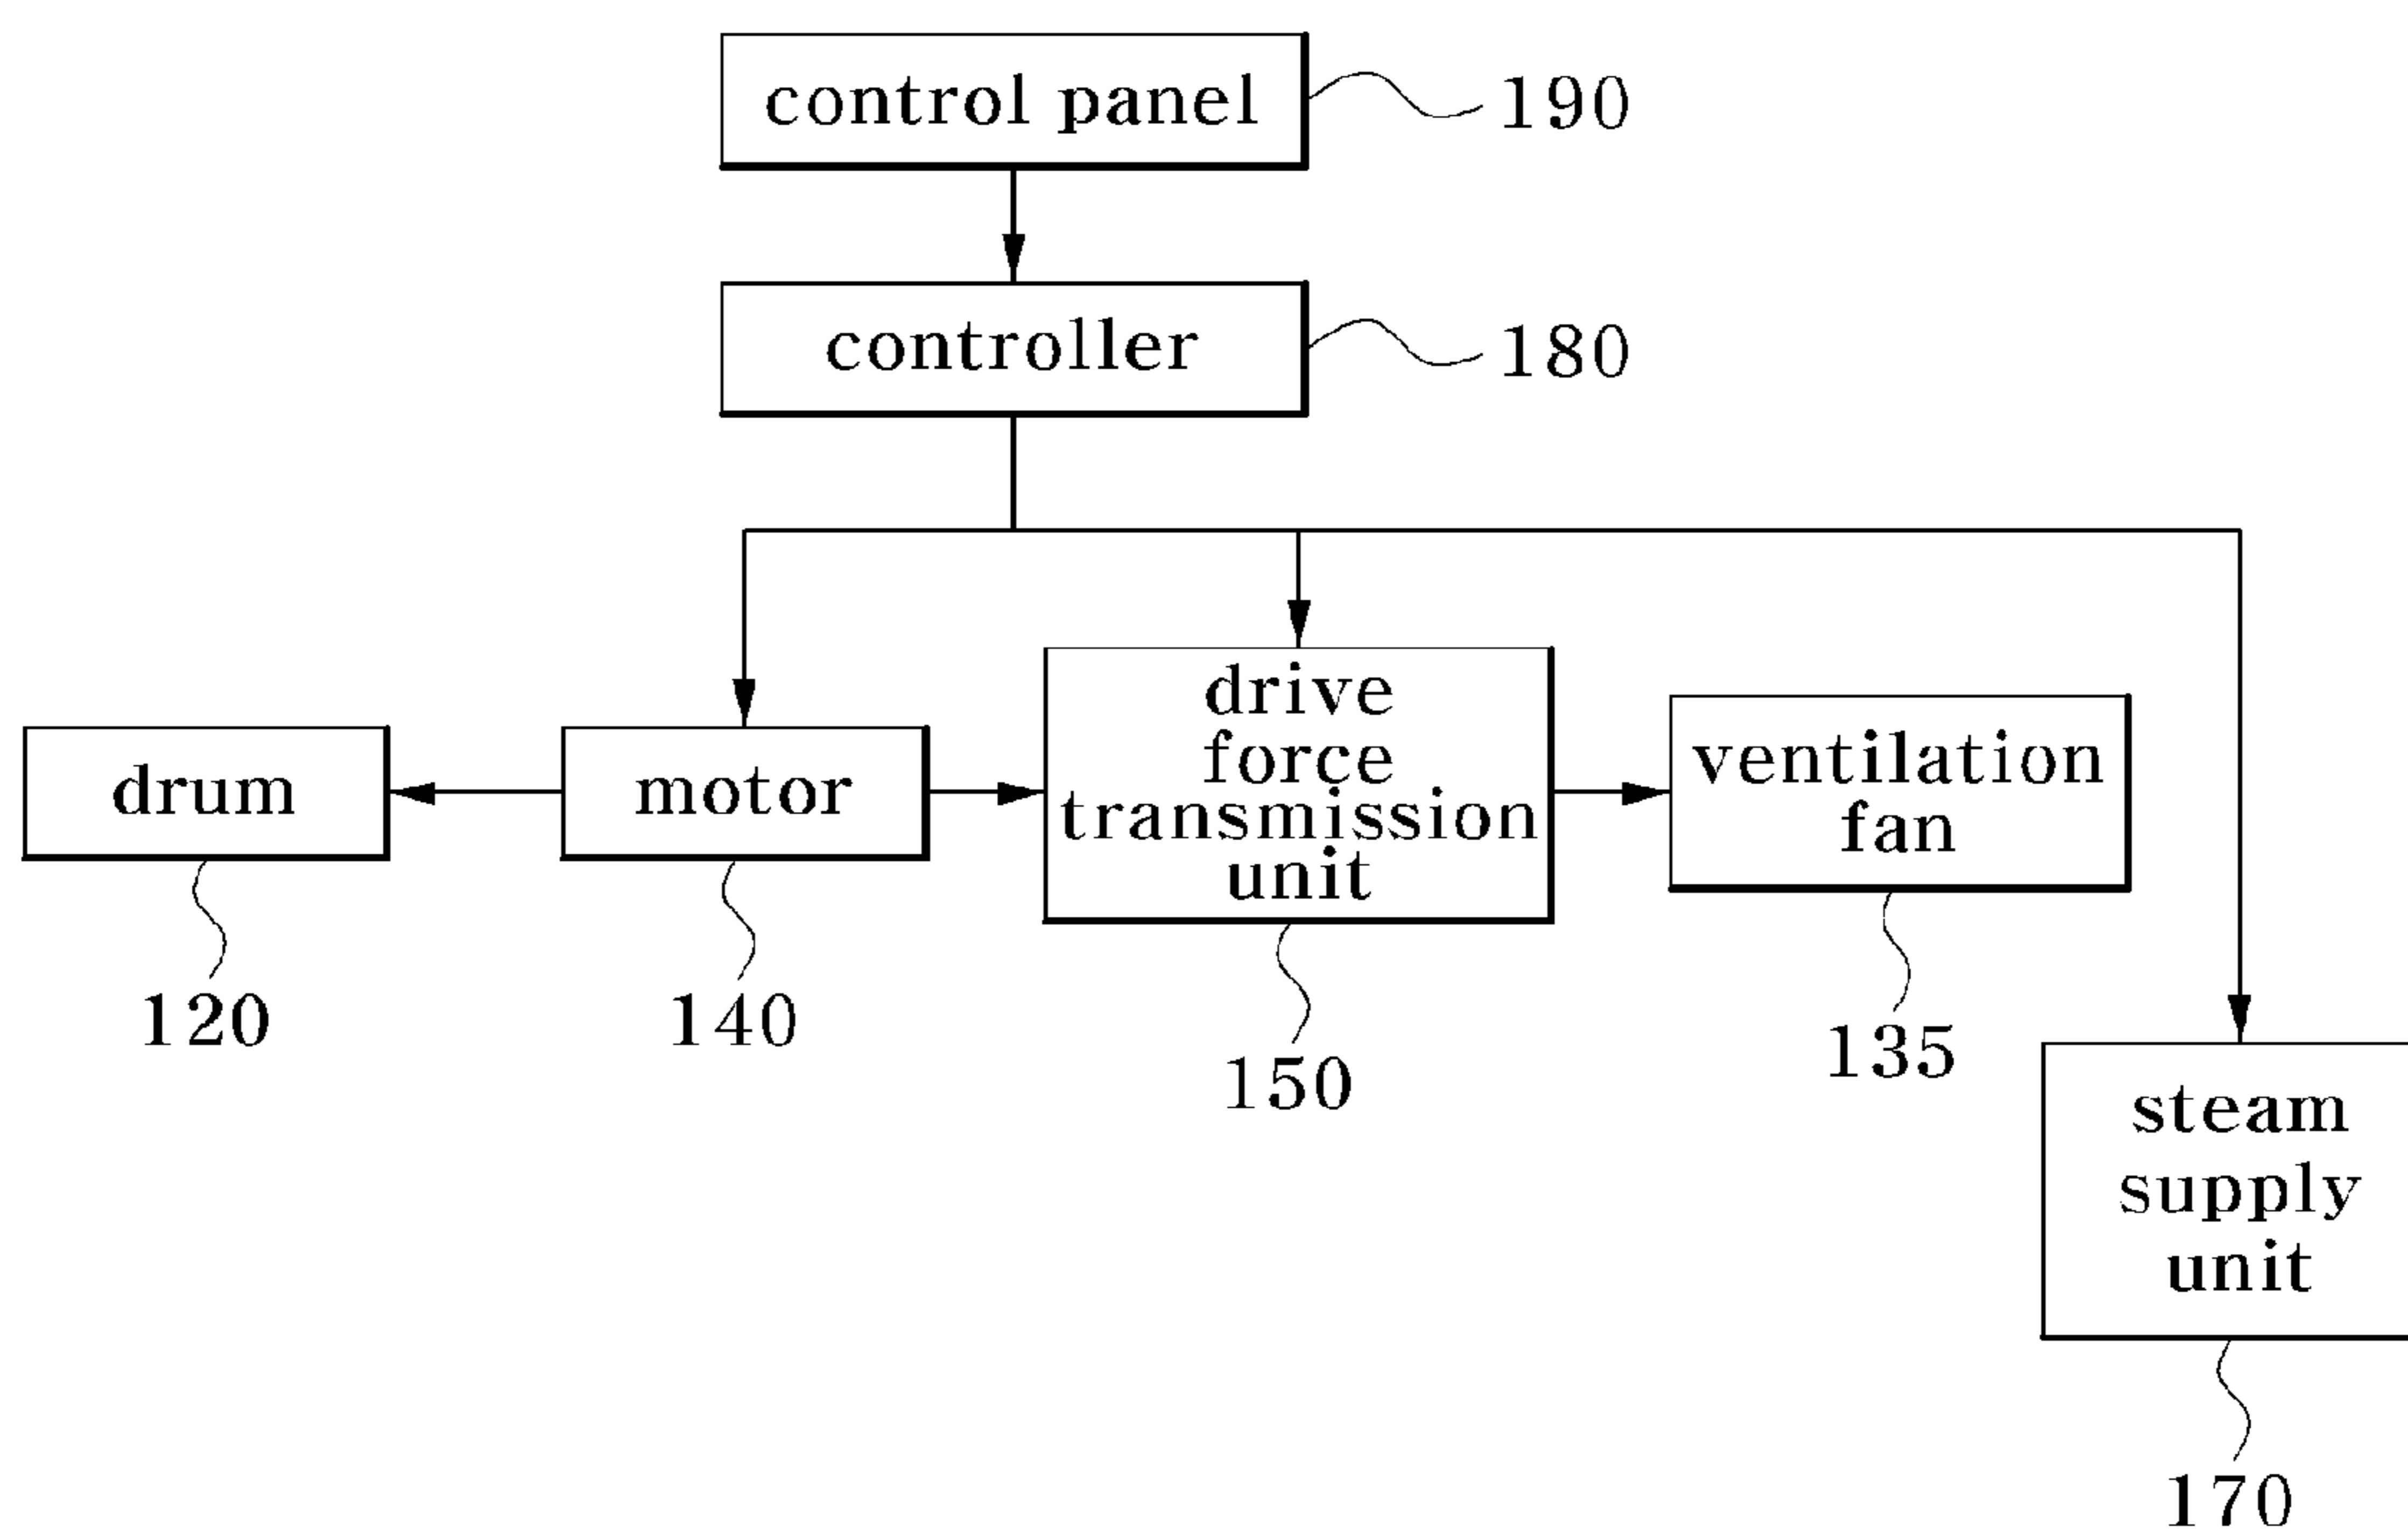 control panel
190
controller
180
drum
120
motor
140
drive
force
transmission
unit
150
ventilation
fan
135
steam
supply
unit
170